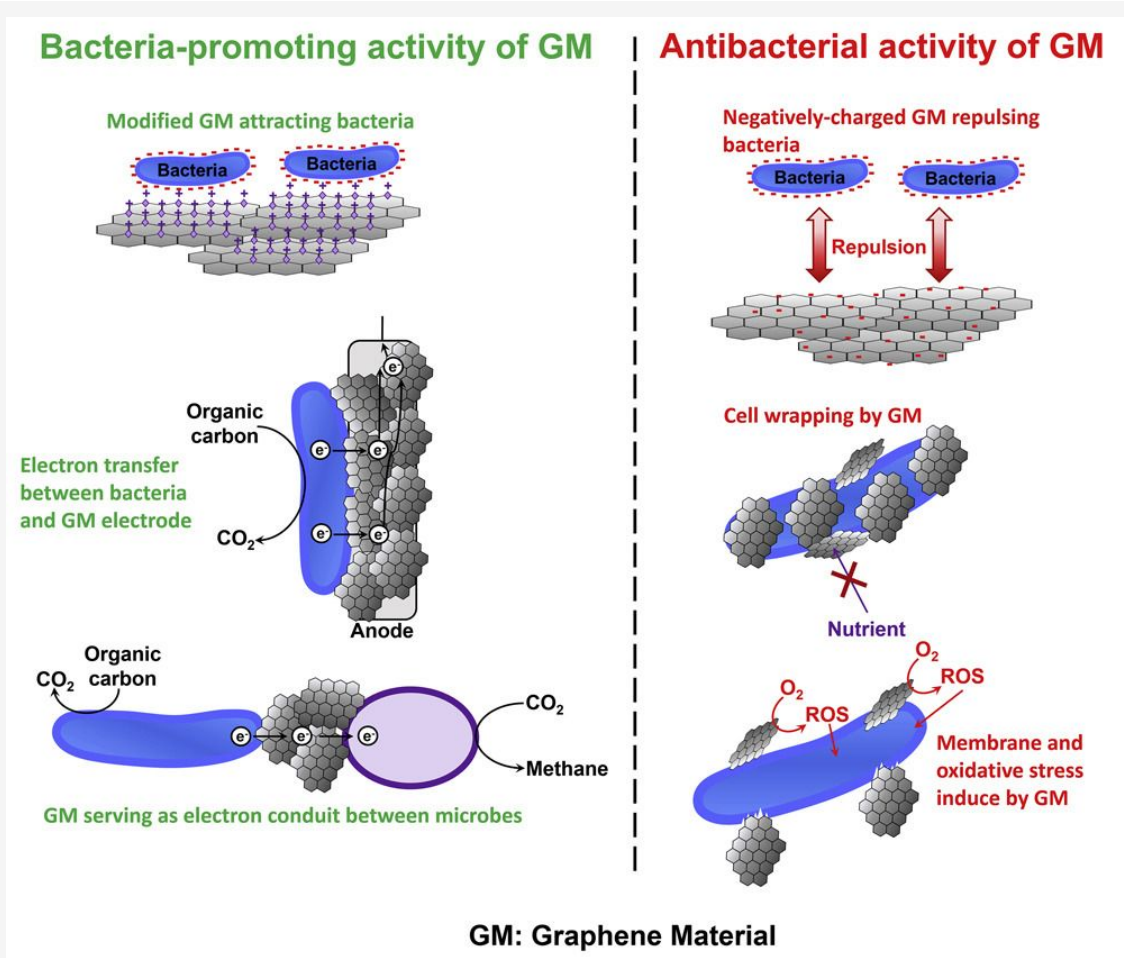 Bacteria-promoting activity of GM
Modified GM attracting bacteria
Bacteria
Bacteria
Organic
carbon
e-
e-
e-
e-
e-
CO2
Electron transfer
between bacteria
and GM electrode
Anode
Organic
carbon
CO2
e-
e-
e-
CO2
Methane
GM serving as electron conduit between microbes
Antibacterial activity of GM
Negatively-charged GM repulsing
bacteria
Bacteria
Bacteria
Repulsion
Cell wrapping by GM
Nutrient
O2
ROS
O2
ROS
Membrane and
oxidative stress
induce by GM
GM: Graphene Material